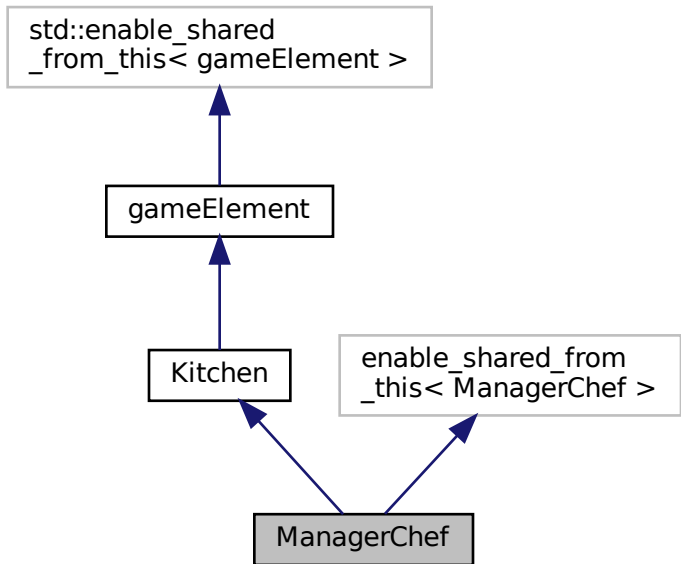 std::enable_shared
_from_this< gameElement >
gameElement
Kitchen
enable_shared_from
_this< ManagerChef >
ManagerChef